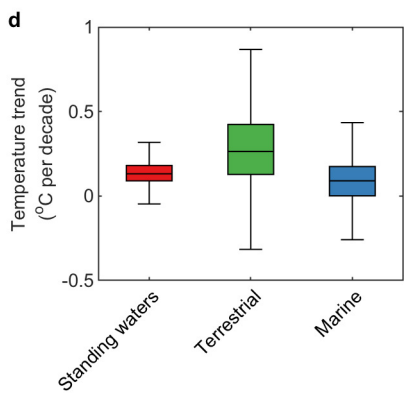 d
Temperature trend
(°C per decade)
1
0.5
0
-0.5
Standing waters
Terrestrial
Marine